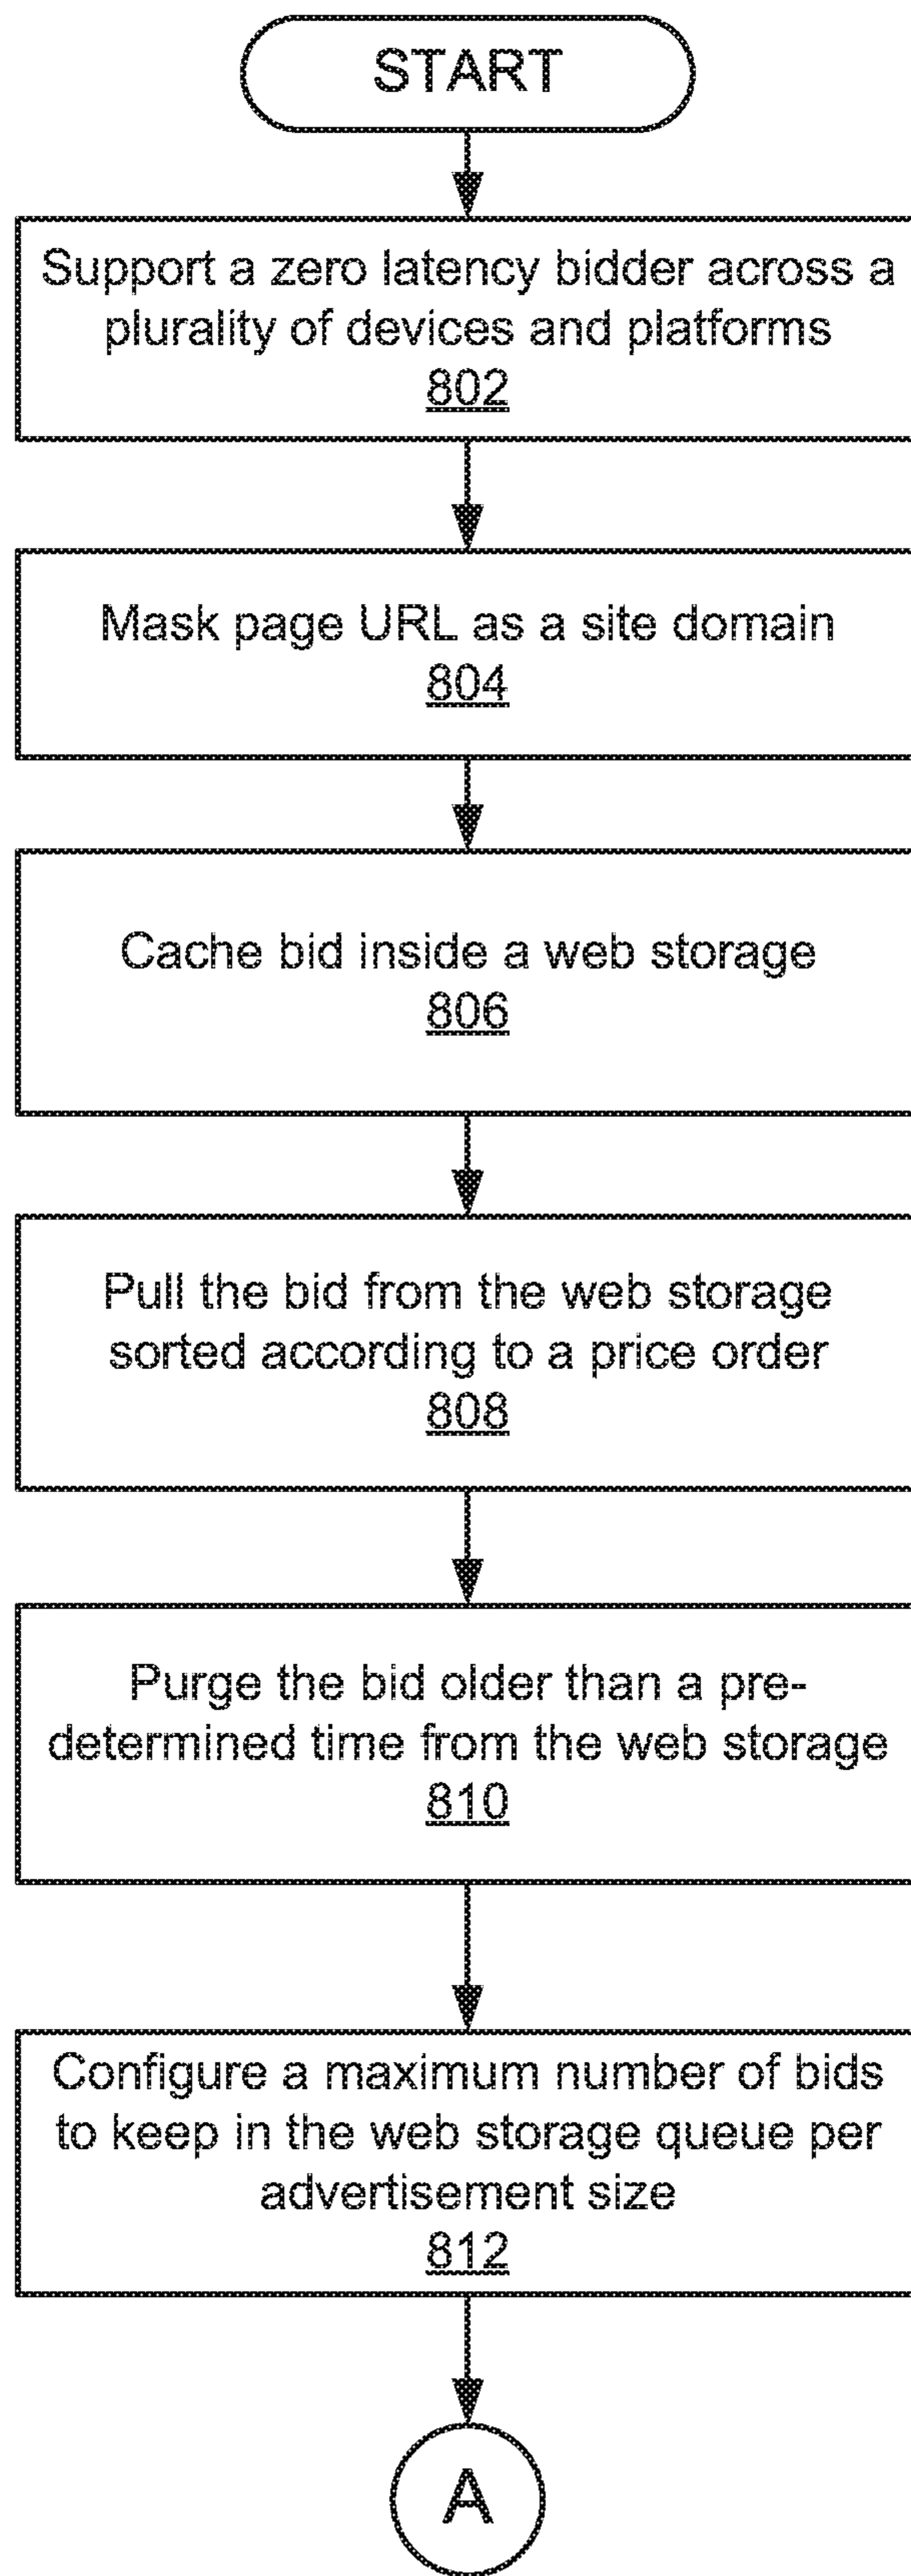 START
Support a zero latency bidder across a
plurality of devices and platforms
802
Mask page URL as a site domain
804
Cache bid inside a web storage
806
Pull the bid from the web storage
sorted according to a price order
808
Purge the bid older than a pre-
determined time from the web storage
810
Configure a maximum number of bids
to keep in the web storage queue per
advertisement size
812
A